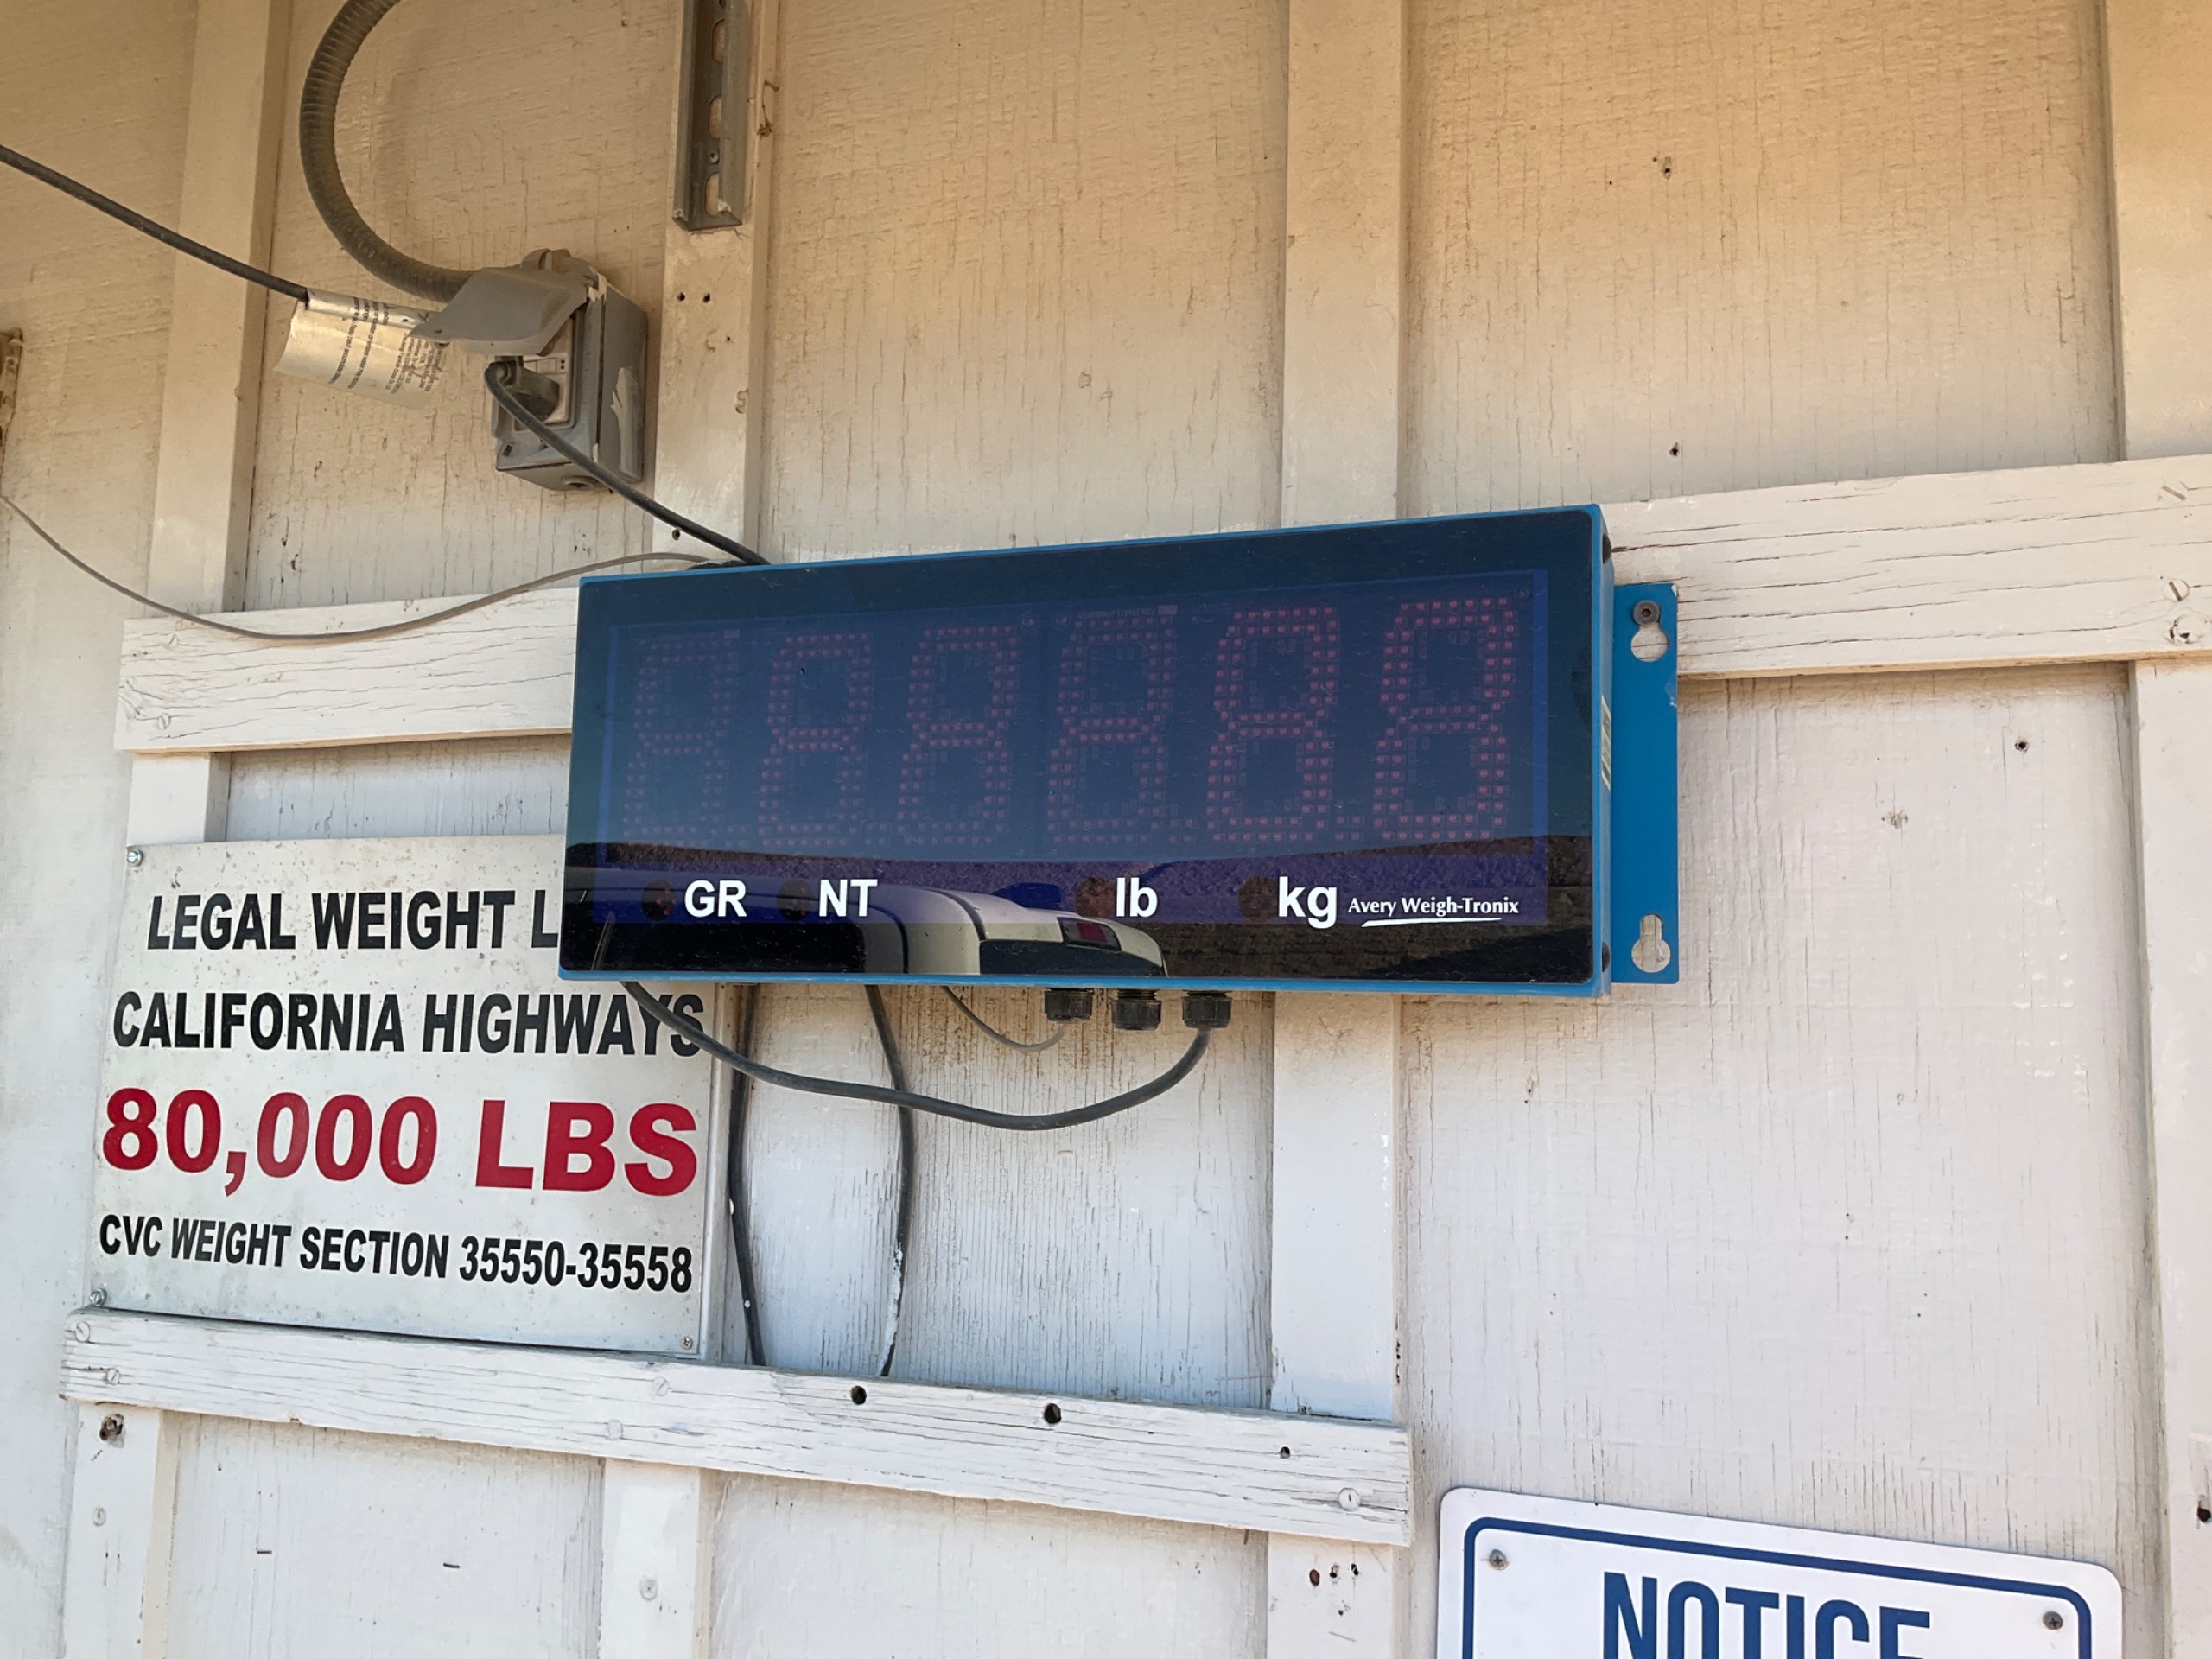 GR NT lb kg Avery Weigh-Tronix
LEGAL WEIGHT L
CALIFORNIA HIGHWAYS
80,000 LBS
CVC WEIGHT SECTION 35550-35558
NOTICE